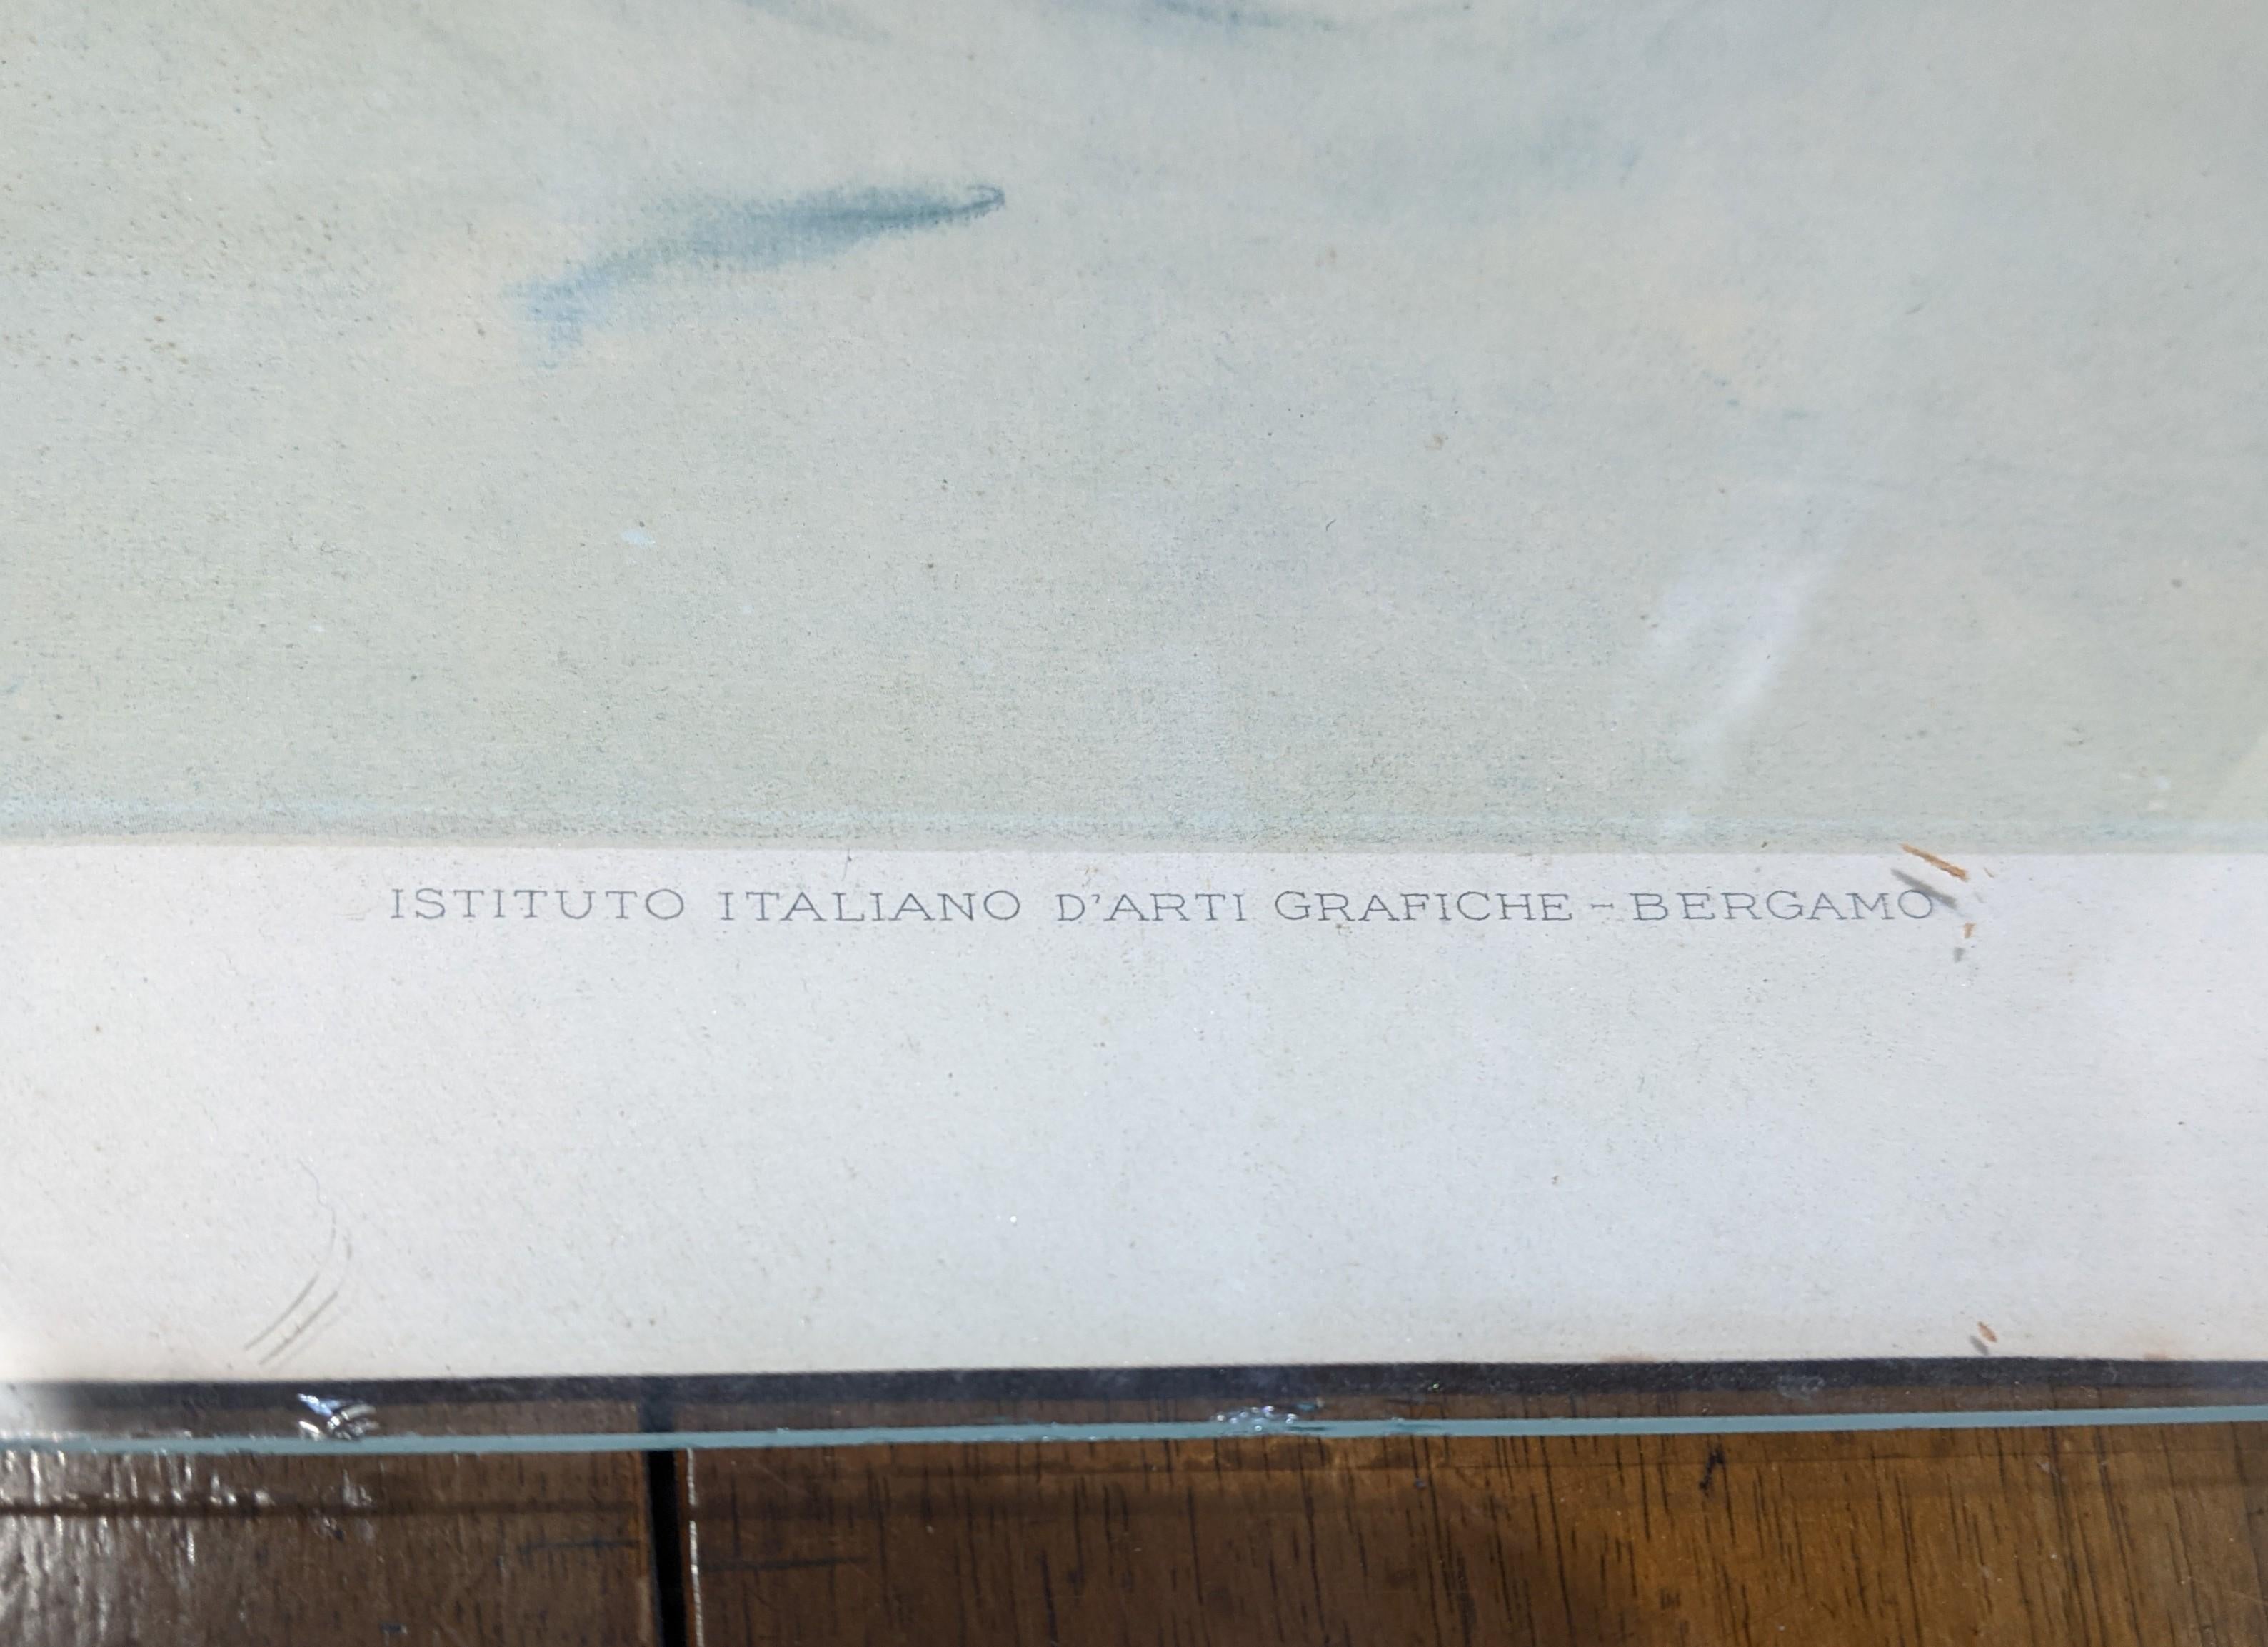 ISTITUTO ITALIANO D'ARTI GRAFICHE - BERGAMO